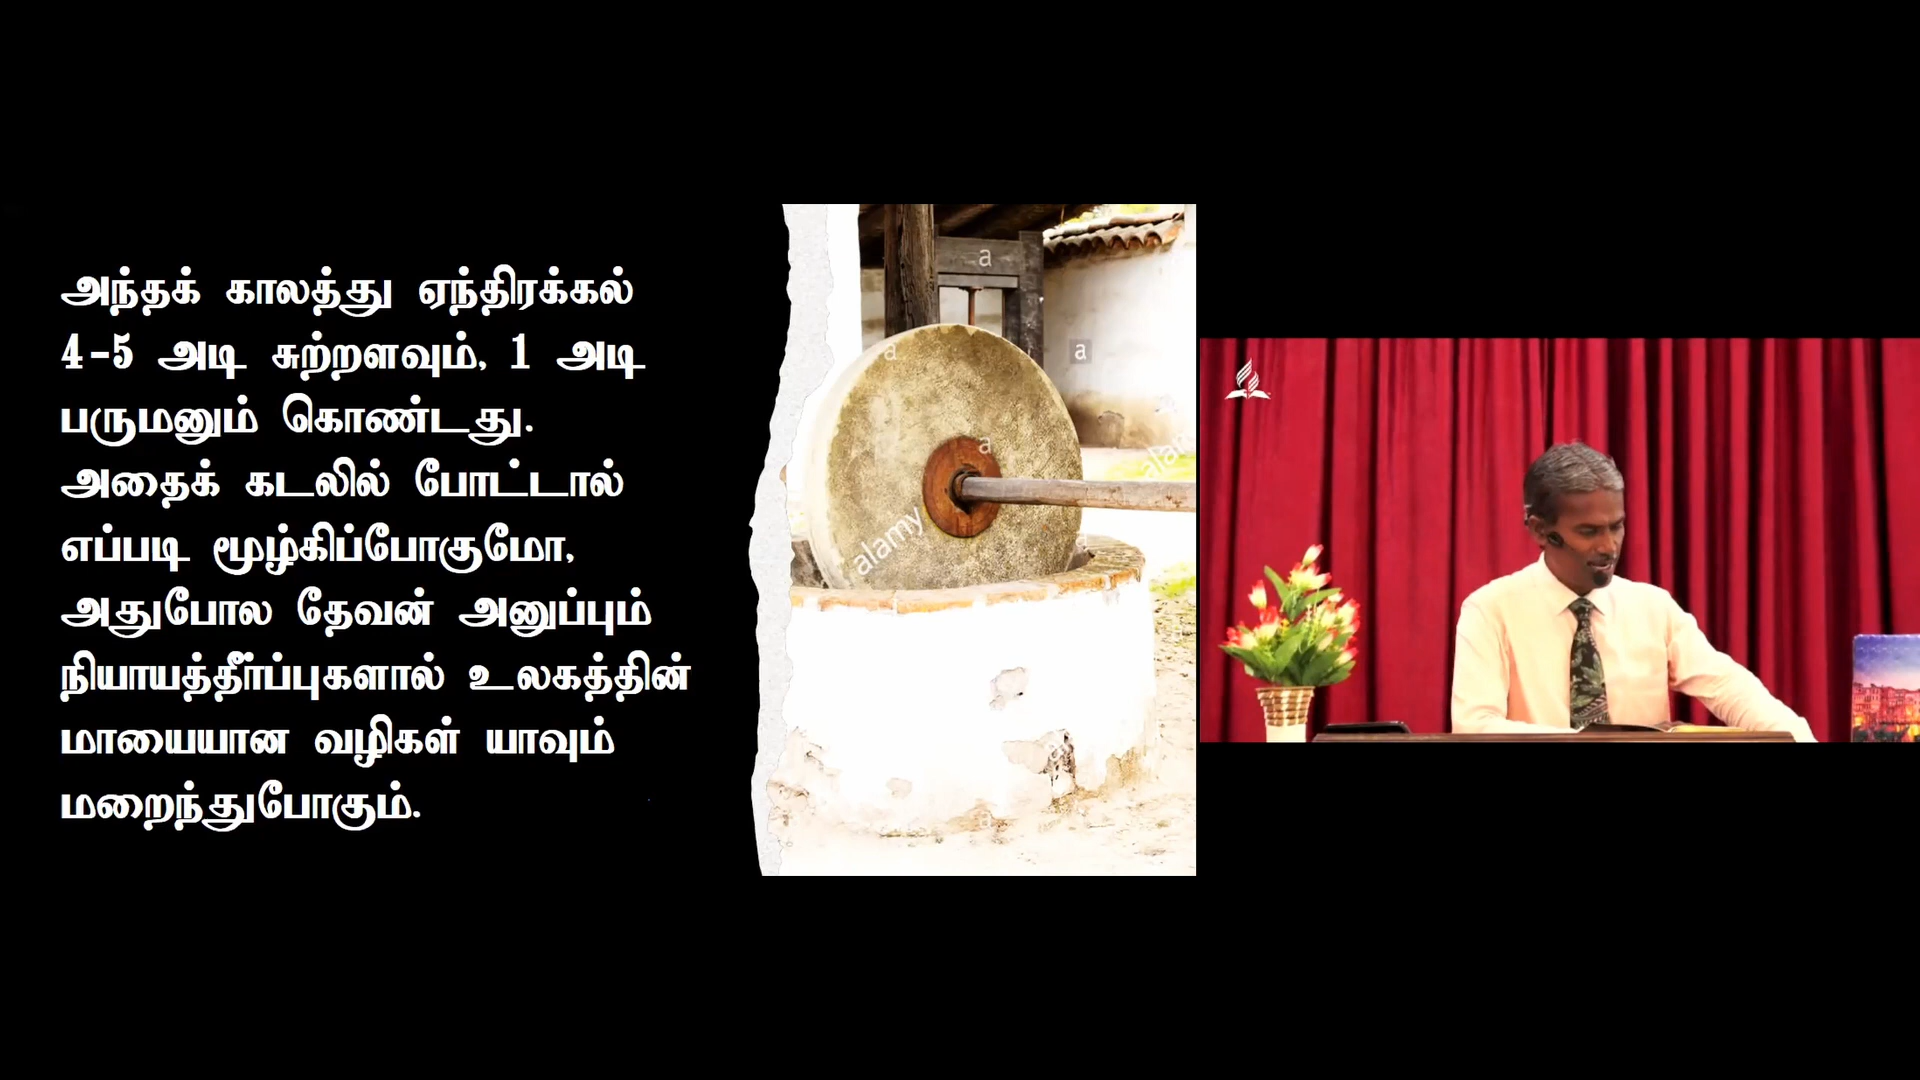 அந்தக் காலத்து ஏந்திரக்கல்
4-5 அடி சுற்றளவும், 1 அடி
பருமனும் கொண்டது.
அதைக் கடலில் போட்டால்
எப்படி மூழ்கிப்போகுமோ,
அதுபோல தேவன் அனுப்பும்
நியாயத்தீர்ப்புகளால் உலகத்தின்
மாயையான வழிகள் யாவும்
மறைந்துபோகும்.
a
a
a
a
alamy
a